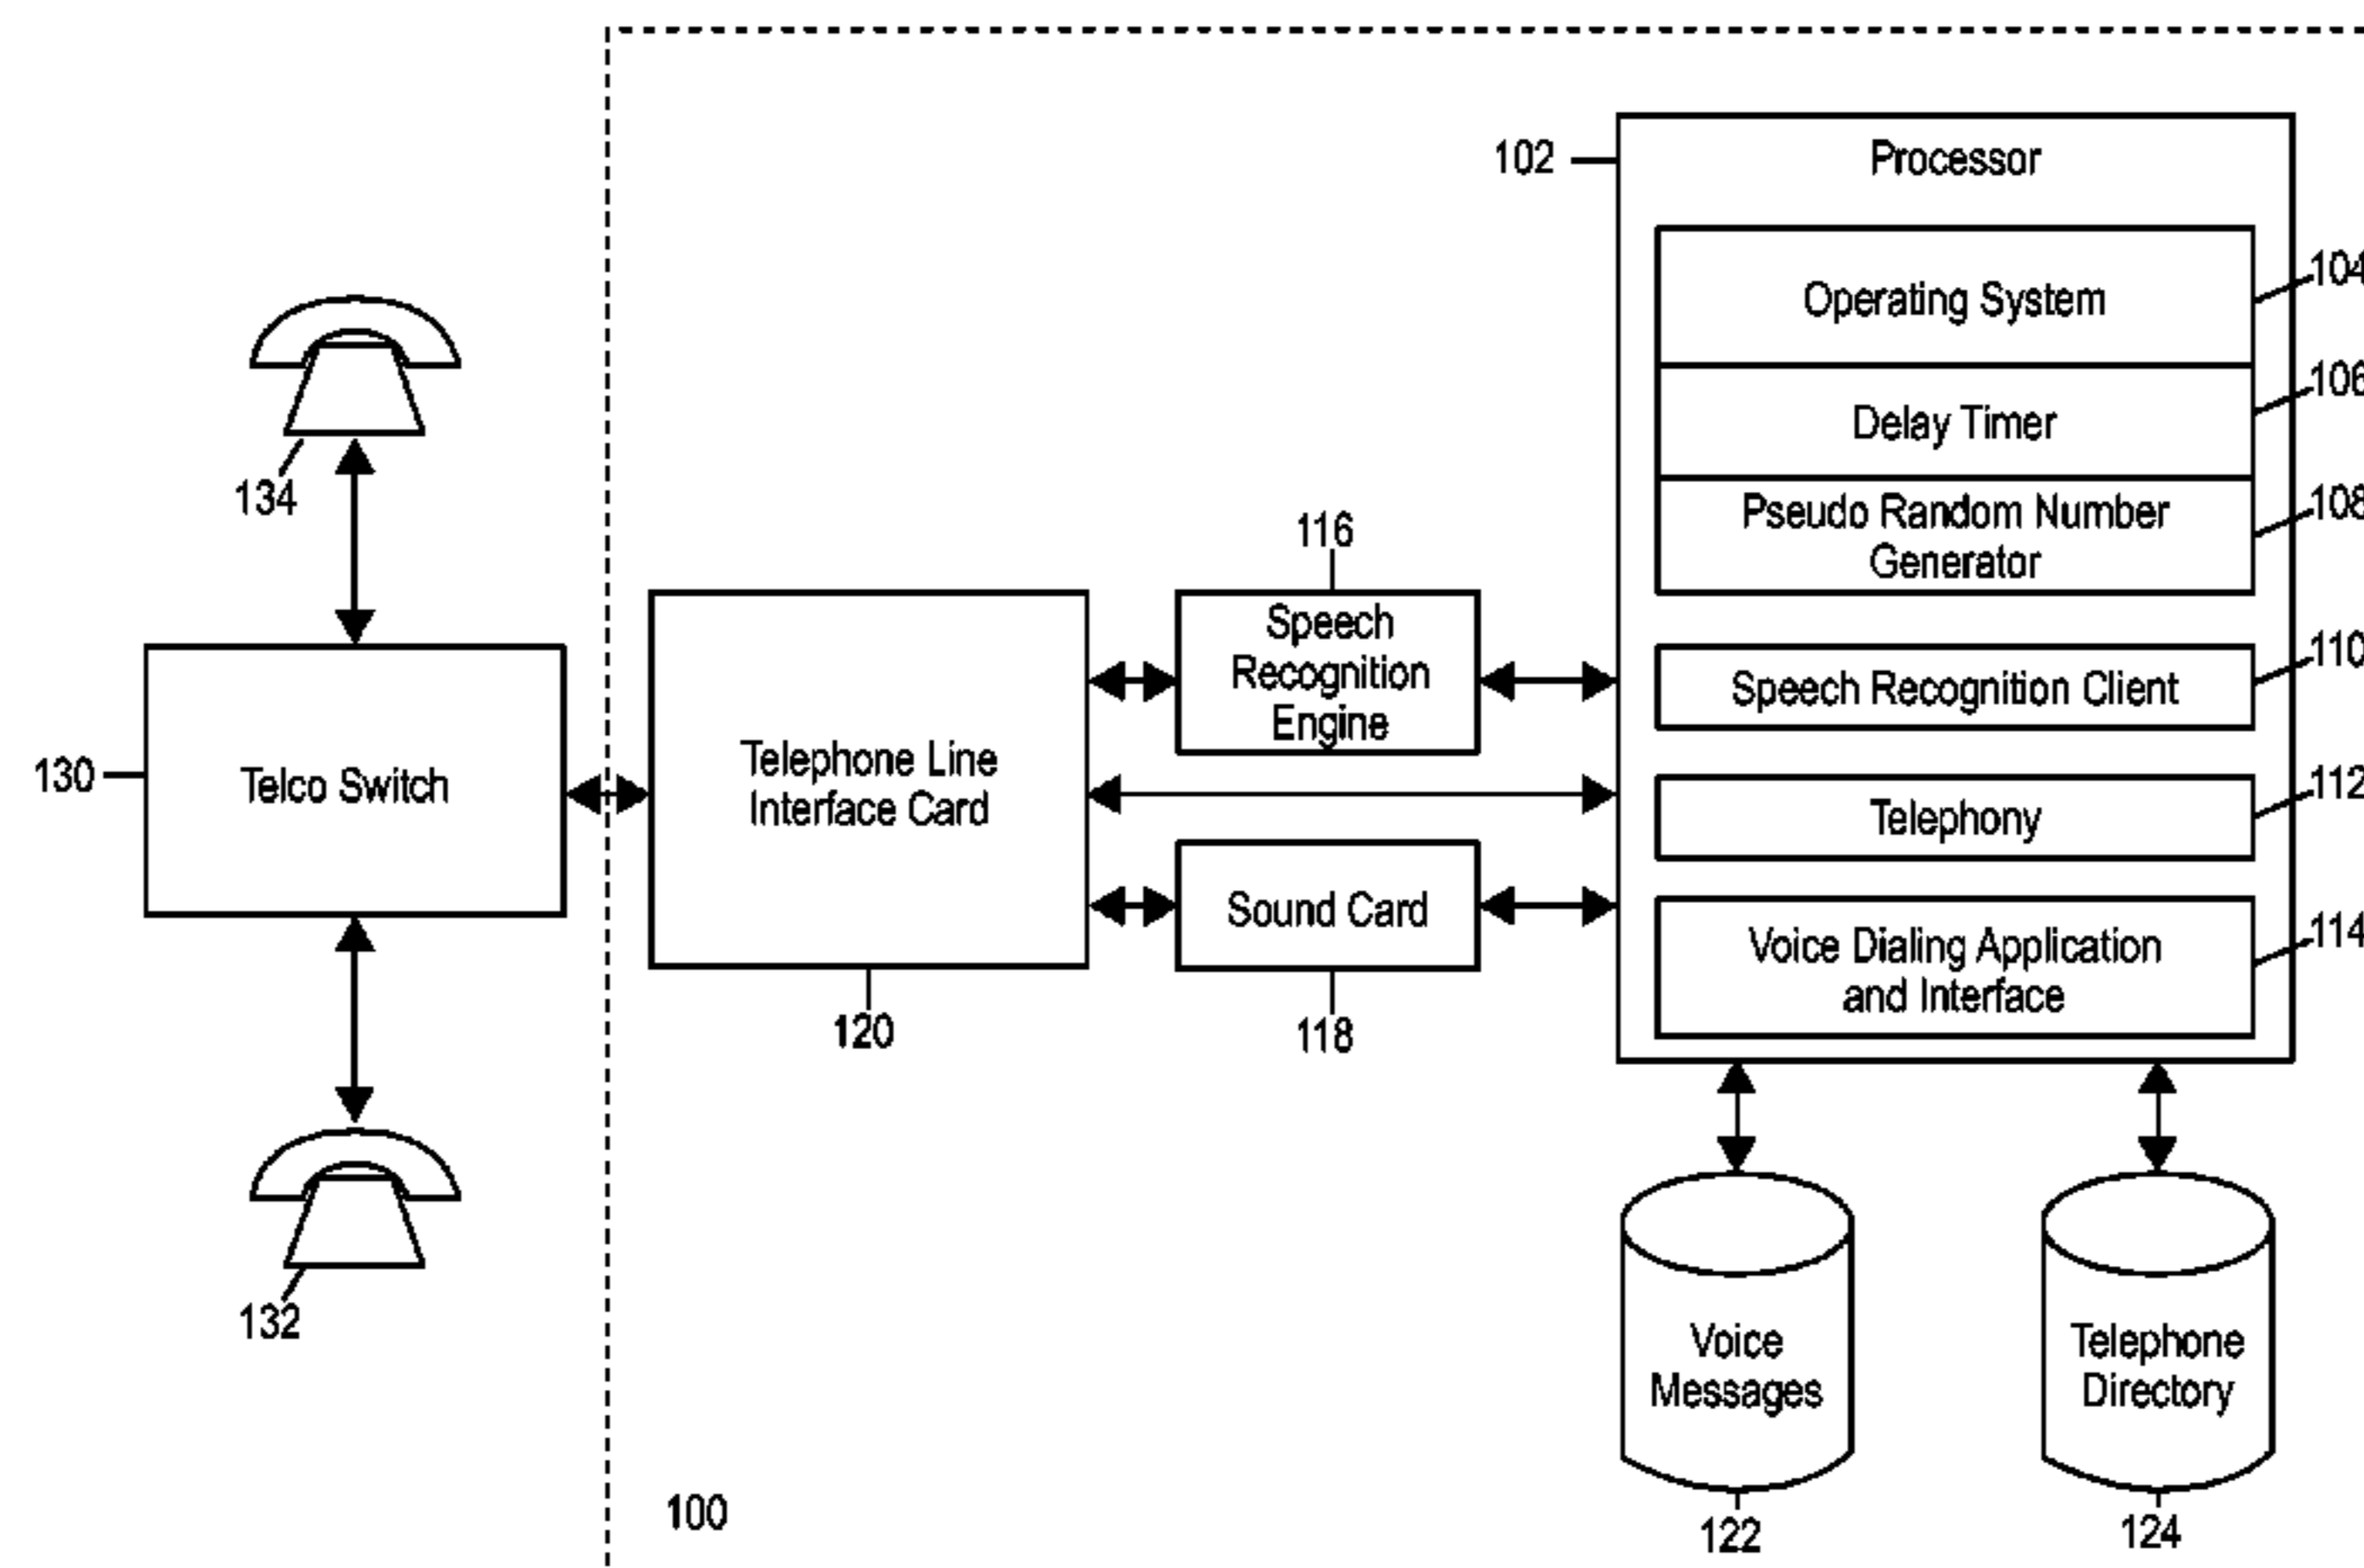 102
Processor
104
Operating System
106
Delay Timer
108
Pseudo Random Number
Generator
134
116
Speech
Recognition
Engine
110
Speech Recognition Client
130
Telco Switch
Telephone Line
Interface Card
112
Telephony
Sound Card
114
Voice Dialing Application
and Interface
120
118
132
Voice
Messages
Telephone
Directory
100
122
124